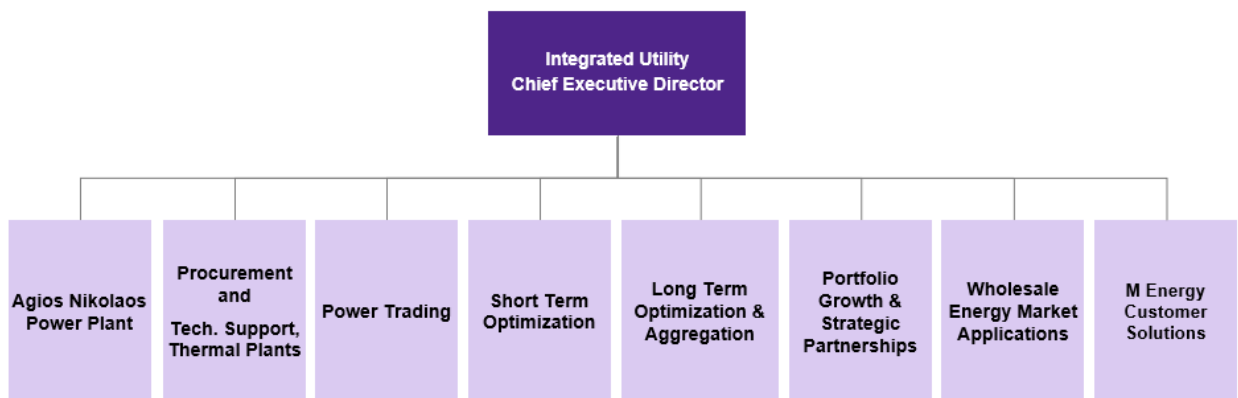 Integrated Utility
Chief Executive Director
Agios Nikolaos
Power Plant
Procurement
and
Tech. Support,
Thermal Plants
Power Trading
Short Term
Optimization
Long Term
Optimization &
Aggregation
Portfolio
Growth &
Strategic
Partnerships
Wholesale
Energy Market
Applications
M Energy
Customer
Solutions